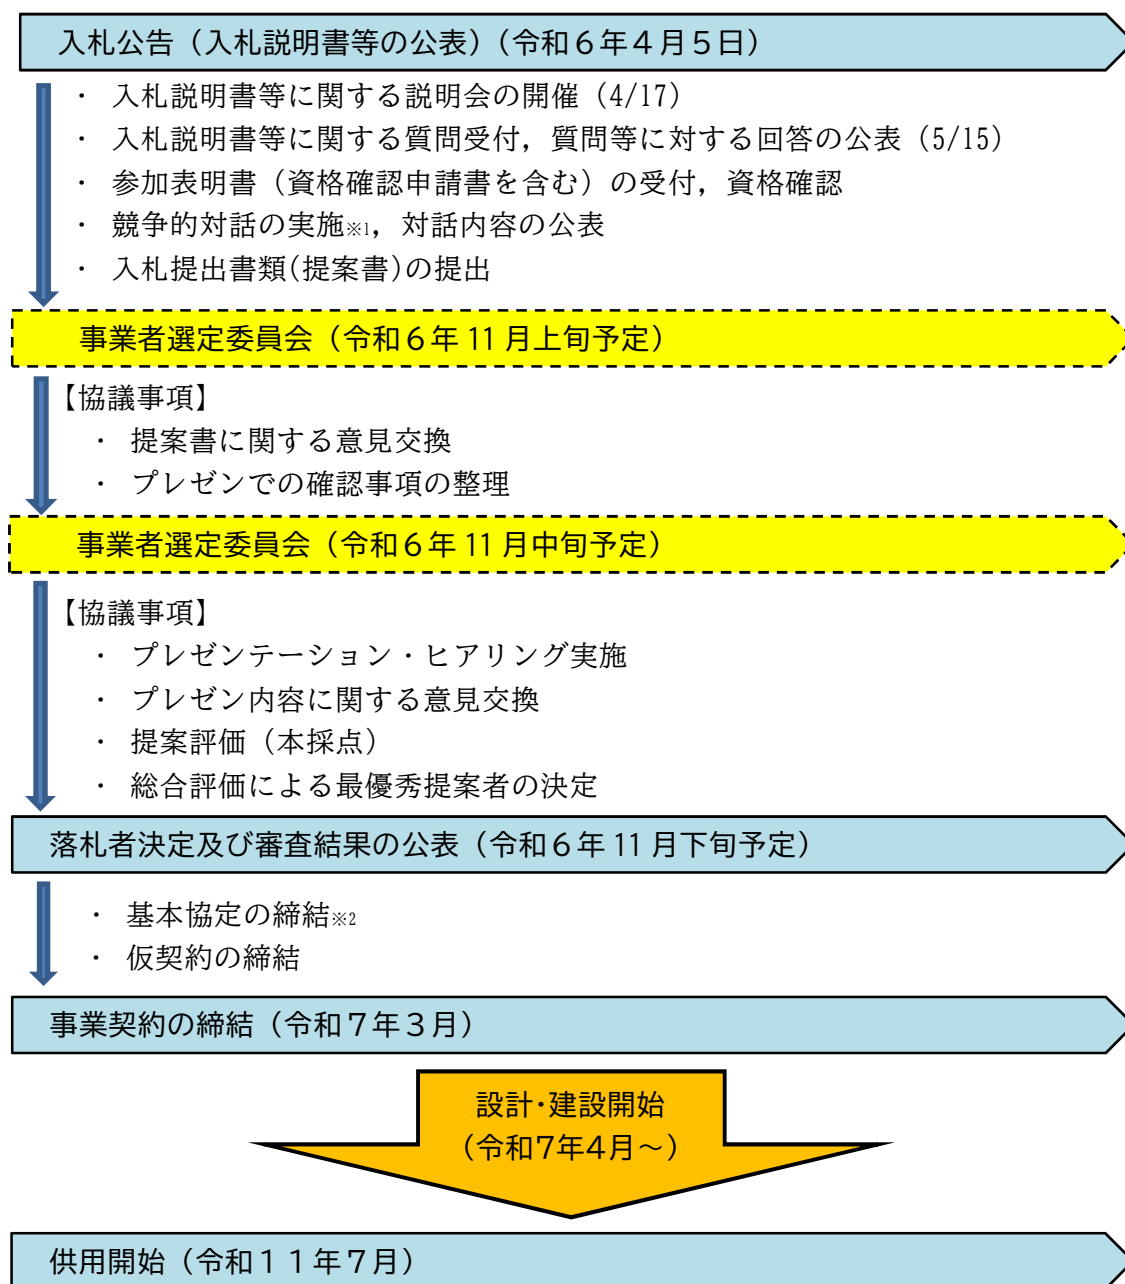 入札公告（入札説明書等の公表）（令和６年４月５日）
・ 入札説明書等に関する説明会の開催（4/17）
・ 入札説明書等に関する質問受付，質問等に対する回答の公表（5/15）
・ 参加表明書（資格確認申請書を含む）の受付，資格確認
・ 競争的対話の実施※1，対話内容の公表
・ 入札提出書類(提案書)の提出
事業者選定委員会（令和６年 11 月上旬予定）
【協議事項】
・ 提案書に関する意見交換
・ プレゼンでの確認事項の整理
事業者選定委員会（令和６年 11 月中旬予定）
【協議事項】
・ プレゼンテーション・ヒアリング実施
・ プレゼン内容に関する意見交換
・ 提案評価（本採点）
・ 総合評価による最優秀提案者の決定
落札者決定及び審査結果の公表（令和６年 11 月下旬予定）
・ 基本協定の締結※2
・ 仮契約の締結
事業契約の締結（令和７年３月）
設計･建設開始
（令和7年4月～）
供用開始（令和１１年７月）